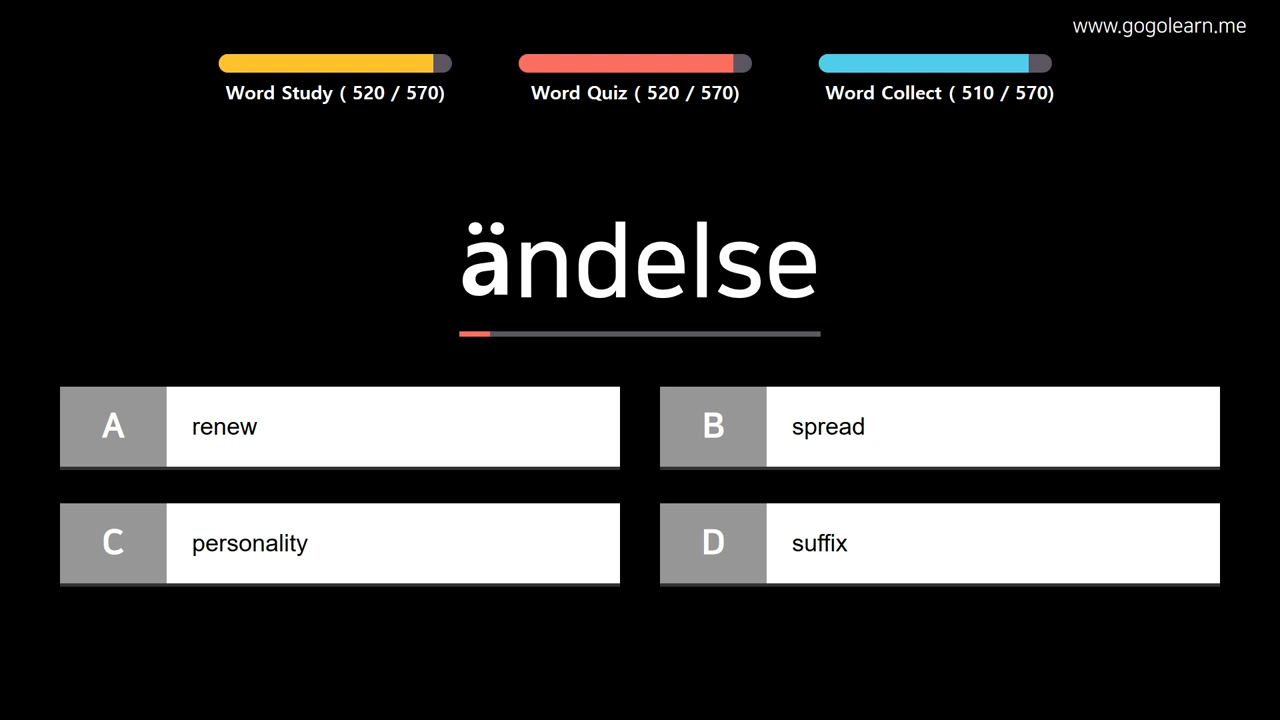 www.gogolearn.me
Word Study ( 520 / 570)
Word Quiz ( 520 / 570)
Word Collect ( 510 / 570)
ändelse
A renew
B spread
C personality
D suffix